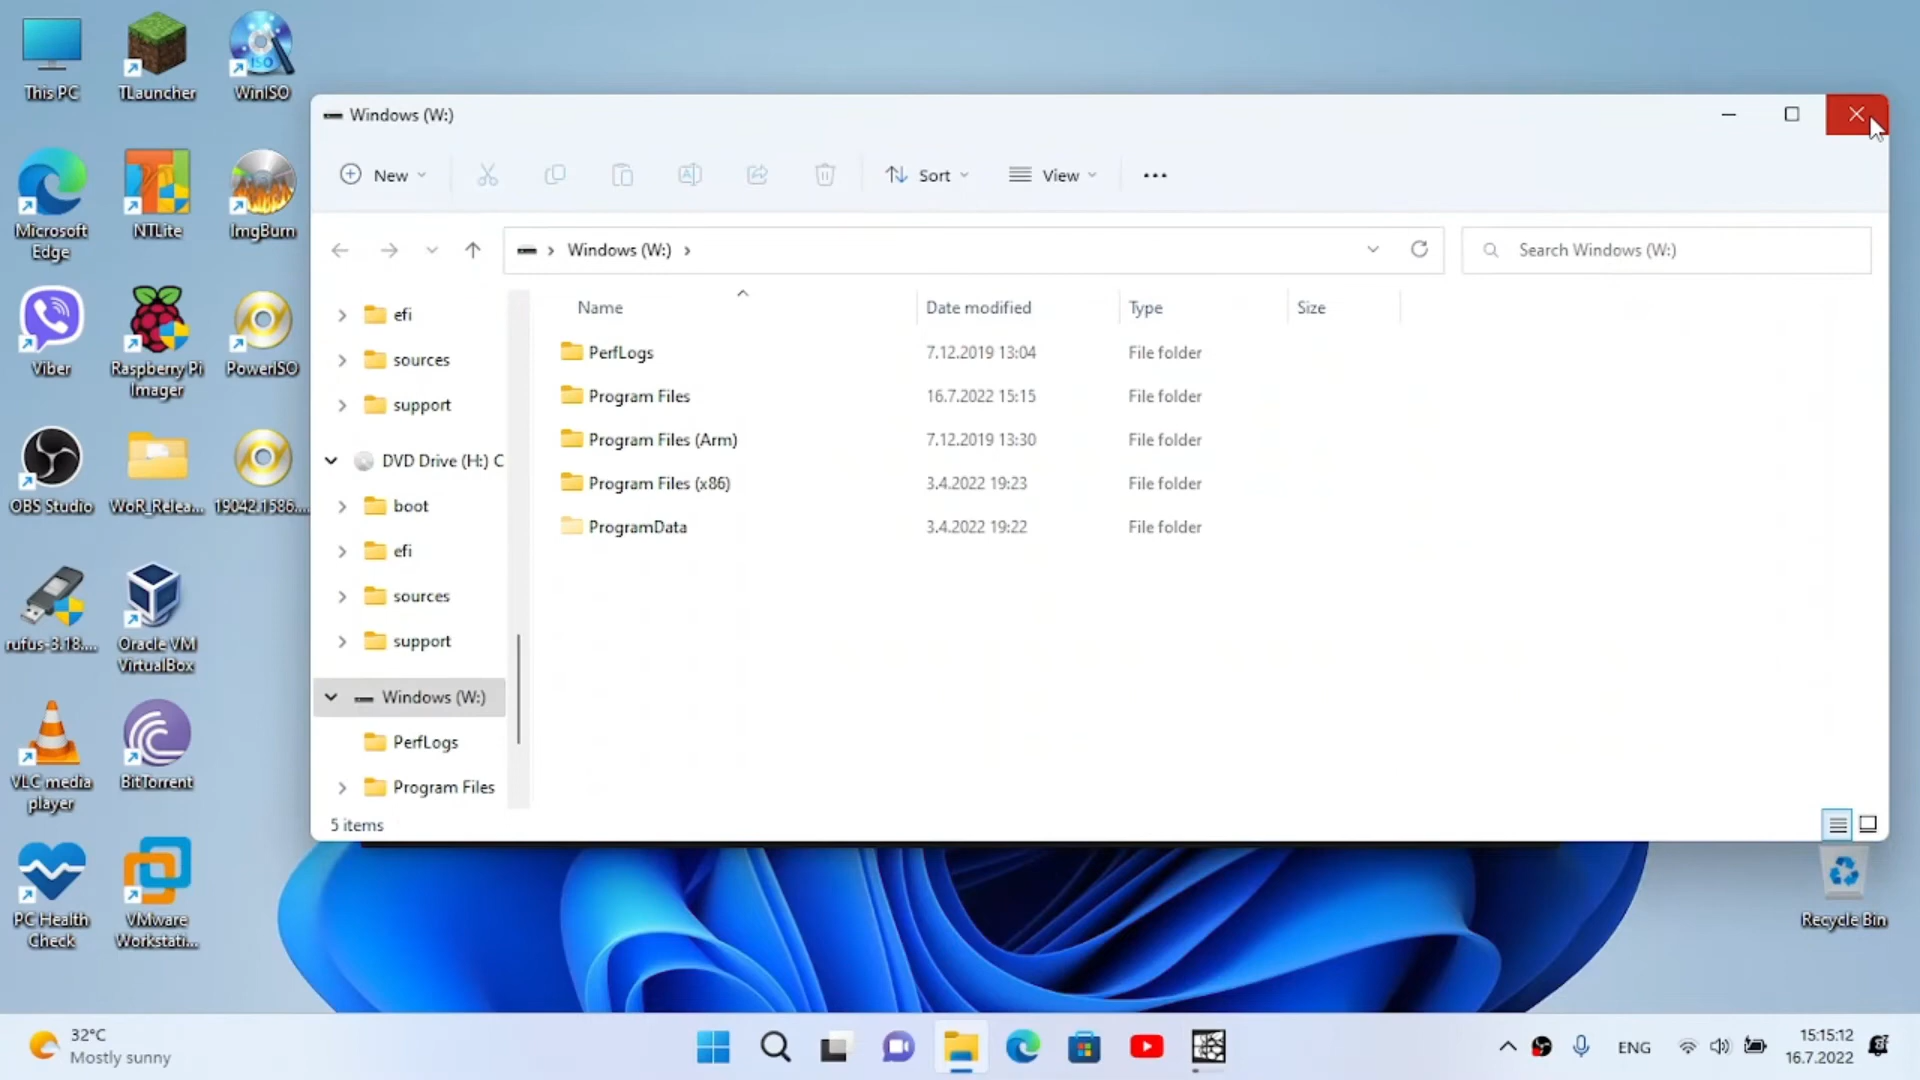 This PC
TLauncher
WinISO
Microsoft
Edge
NTLite
ImgBurn
Viber
Raspberry Pi
Imager
PowerISO
OBS Studio
WoR_Relea...
19042.1586....
rufus-3.18....
Oracle VM
VirtualBox
VLC media
player
BitTorrent
PC Health
Check
VMware
Workstati...
Windows (W:)
New
Sort
View
Windows (W:)
Search Windows (W:)
efi
sources
support
DVD Drive (H:) C
boot
efi
sources
support
Windows (W:)
PerfLogs
Program Files
Name Date modified Type Size
PerfLogs 7.12.2019 13:04 File folder
Program Files 16.7.2022 15:15 File folder
Program Files (Arm) 7.12.2019 13:30 File folder
Program Files (x86) 3.4.2022 19:23 File folder
ProgramData 3.4.2022 19:22 File folder
5 items
Recycle Bin
32°C
Mostly sunny
ENG
15:15:12
16.7.2022